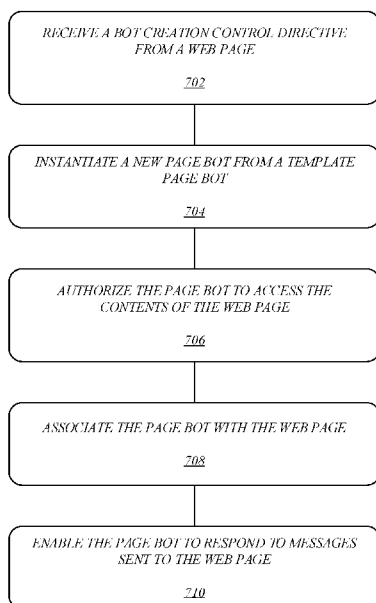 RECEIVE A BOT CREATION CONTROL DIRECTIVE
FROM A WEB PAGE
702
INSTANTIATE A NEW PAGE BOT FROM A TEMPLATE
PAGE BOT
704
AUTHORIZE THE PAGE BOT TO ACCESS THE
CONTENTS OF THE WEB PAGE
706
ASSOCIATE THE PAGE BOT WITH THE WEB PAGE
708
ENABLE THE PAGE BOT TO RESPOND TO MESSAGES
SENT TO THE WEB PAGE
710